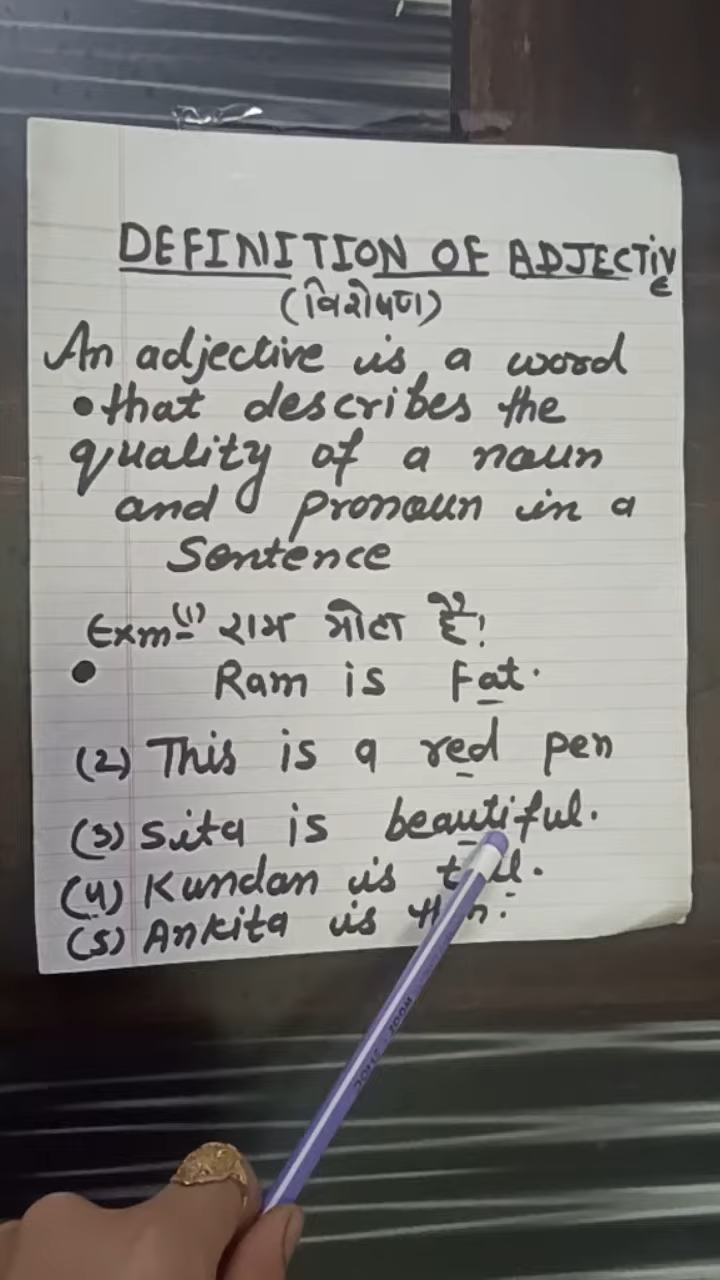 DEFINITION OF ADJECTIVE
(विशेषण)
An adjective is a word
•that describes the
quality of a noun
and pronoun in a
Sentence
Exm-(1) राम मोटा है!
• Ram is Fat.
(2) This is a red pen
(3) Sita is beautiful.
(4) Kundan is
(5) Ankita is